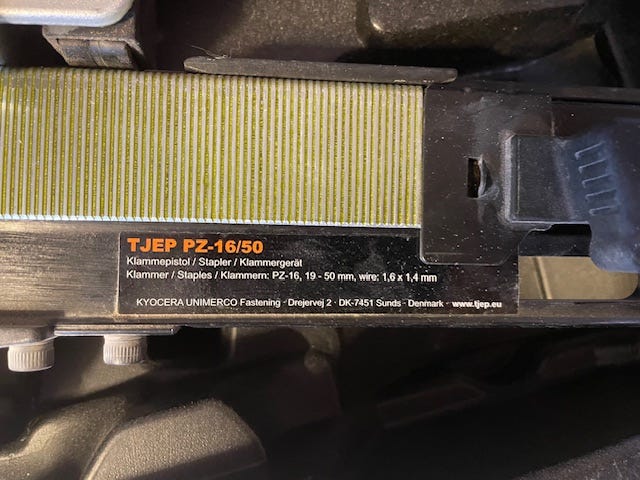 TJEP PZ-16/50
Klammepistol / Stapler / Klammergerät
Klammer / Staples / Klammern: PZ-16, 19 - 50 mm, wire: 1,6 x 1,4 mm
KYOCERA UNIMERCO Fastening · Drejervej 2 · DK-7451 Sunds · Denmark · www.tjep.eu